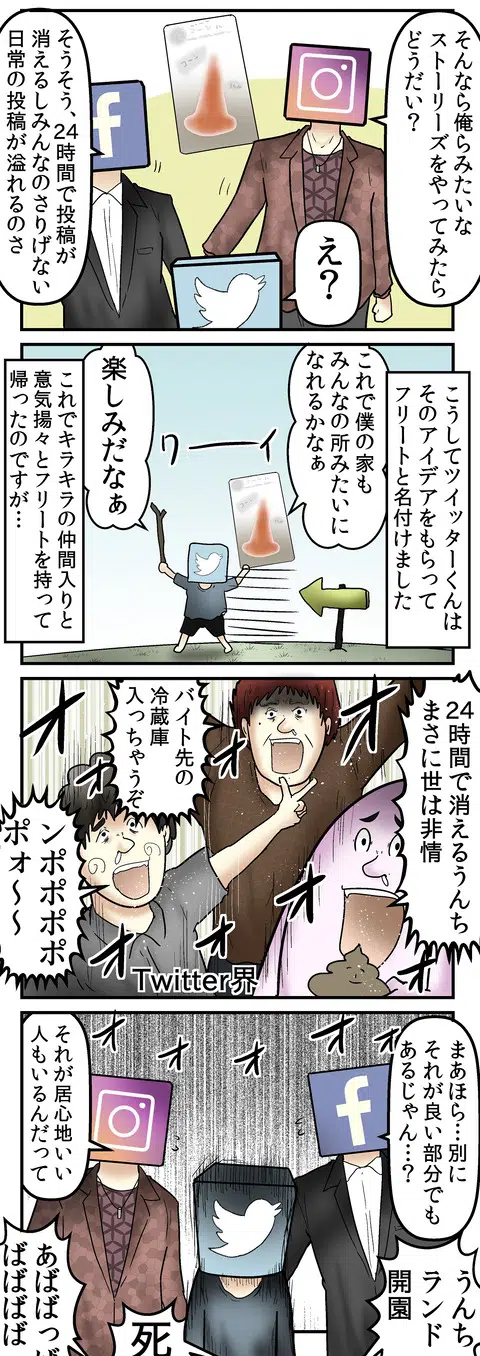 そんなら俺らみたいな
ストーリーズをやってみたら
どうだい？
え？
そうそう、24時間で投稿が
消えるしみんなのさりげない
日常の投稿が溢れるのさ
こうしてツイッターくんは
そのアイデアをもらって
フリートと名付けました
これで僕の家も
みんなの所みたいに
なれるかなぁ
ワーーイ
楽しみだなぁ
これでキラキラの仲間入りと
意気揚々とフリートを持って
帰ったのですが…
24時間で消えるうんち
まさに世は非情
オ
オ
オ
オ
オ
バイト先の
冷蔵庫
入っちゃうぞ
ンポポポポ
ポォ〜〜
Twitter界
まあほら…別に
それが良い部分でも
あるじゃん…？
オ
オ
オ
オ
オ
それが居心地いい
人もいるんだって
うんち
ランド
開園
死
あばばっば
ばばばば